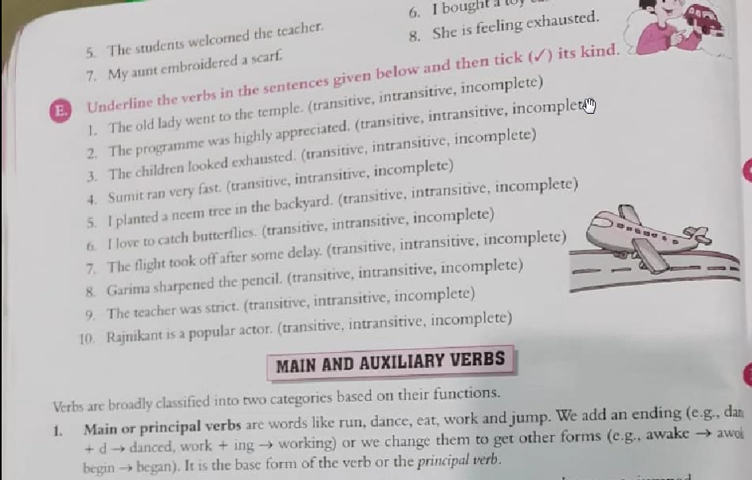 5. The students welcomed the teacher.
6. I bought a toy
7. My aunt embroidered a scarf.
8. She is feeling exhausted.
E. Underline the verbs in the sentences given below and then tick (✓) its kind.
1. The old lady went to the temple. (transitive, intransitive, incomplete)
2. The programme was highly appreciated. (transitive, intransitive, incomplete)
3. The children looked exhausted. (transitive, intransitive, incomplete)
4. Sumit ran very fast. (transitive, intransitive, incomplete)
5. I planted a neem tree in the backyard. (transitive, intransitive, incomplete)
6. I love to catch butterflies. (transitive, intransitive, incomplete)
7. The flight took off after some delay. (transitive, intransitive, incomplete)
8. Garima sharpened the pencil. (transitive, intransitive, incomplete)
9. The teacher was strict. (transitive, intransitive, incomplete)
10. Rajnikant is a popular actor. (transitive, intransitive, incomplete)
MAIN AND AUXILIARY VERBS
Verbs are broadly classified into two categories based on their functions.
1. Main or principal verbs are words like run, dance, eat, work and jump. We add an ending (e.g., dan
+ d → danced, work + ing → working) or we change them to get other forms (e.g., awake → awo
begin → began). It is the base form of the verb or the principal verb.